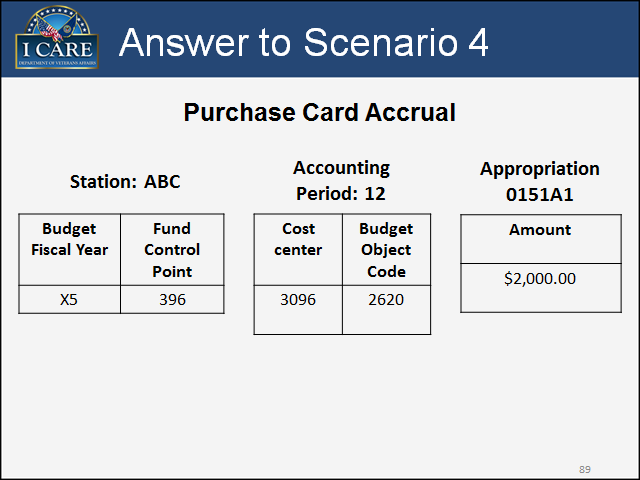 I CARE
DEPARTMENT OF VETERANS AFFAIRS
Answer to Scenario 4
Purchase Card Accrual
Station: ABC
Budget
Fiscal Year
Fund
Control
Point
X5
396
Accounting
Period: 12
Cost
center
Budget
Object
Code
3096
2620
Appropriation
0151A1
Amount
$2,000.00
89